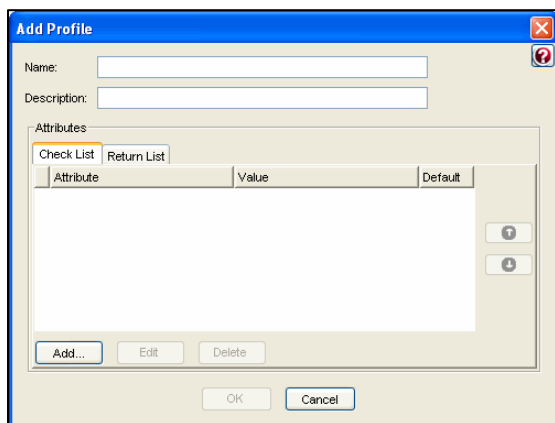 Add Profile
Name:
Description:
Attributes
Check List Return List
Attribute Value Default
Add... Edit Delete
OK Cancel